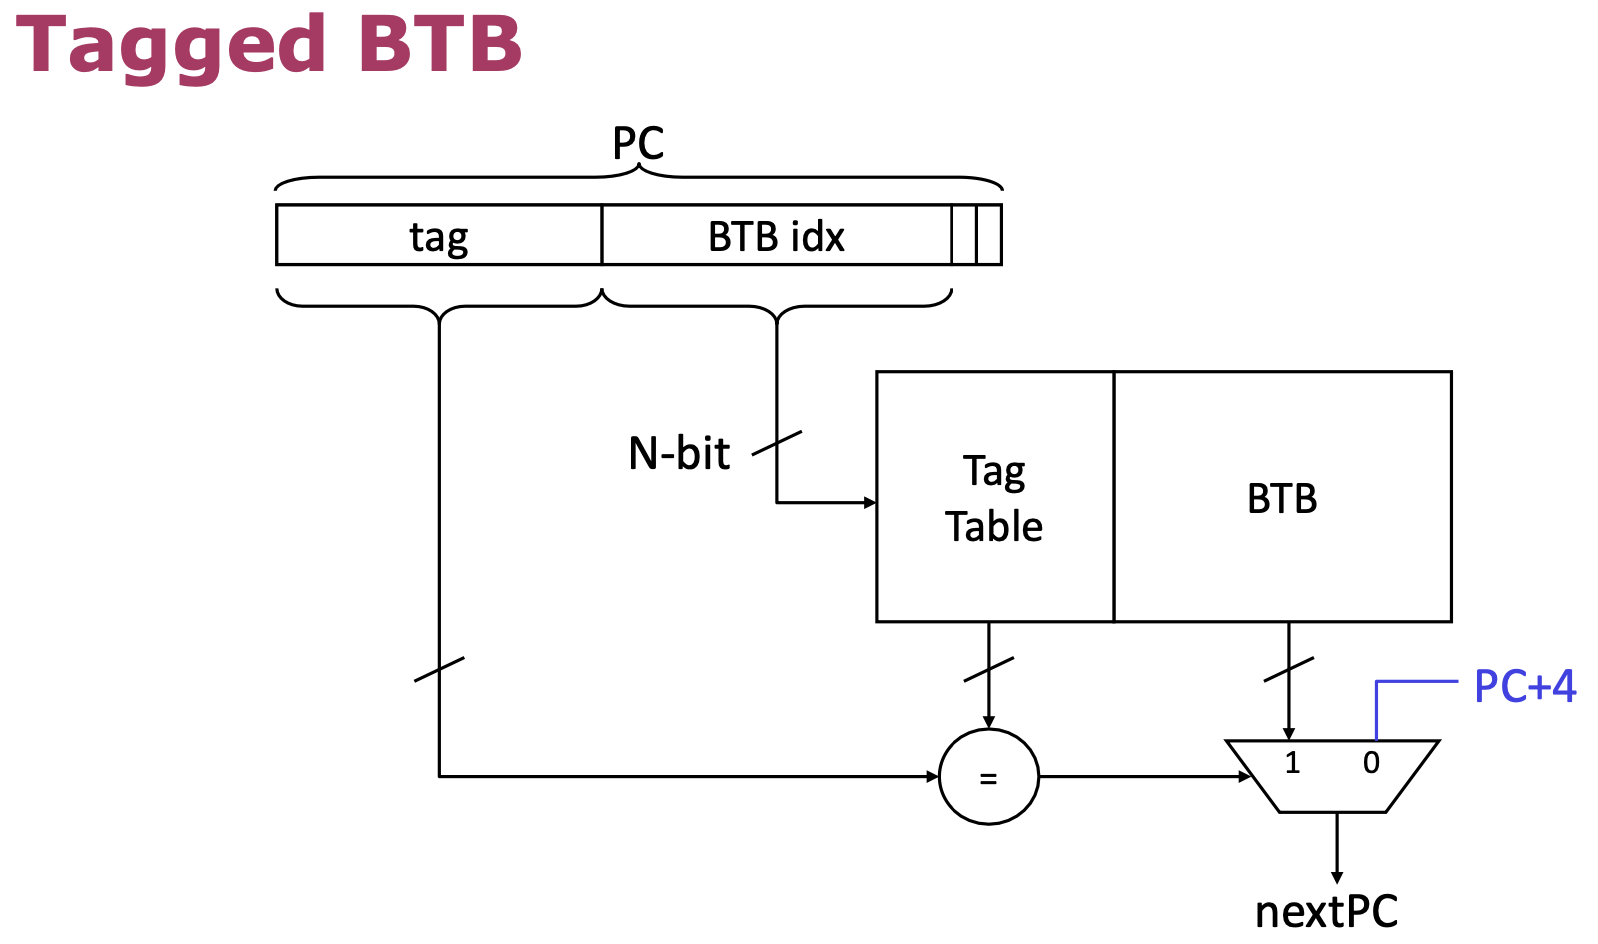 Tagged BTB
PC
tag
BTB idx
N-bit
Tag
Table
BTB
PC+4
=
1
0
nextPC